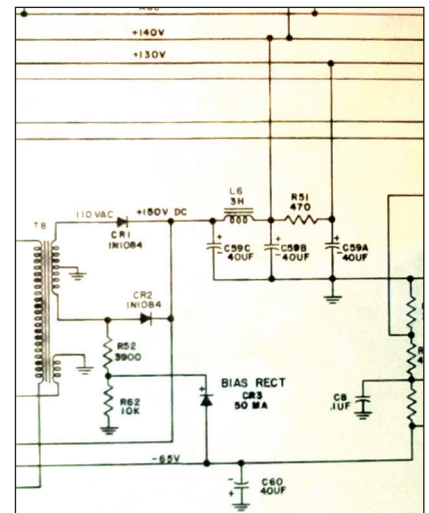 +140V
+130V
L6
3H
R51
470
110 VAC
+150V DC
T8
CR1
1N1084
C59C
40UF
C59B
40UF
C59A
40UF
CR2
1N1084
R52
3900
BIAS RECT
CR3
50 MA
R62
10K
C8
.1UF
-65V
C60
40UF